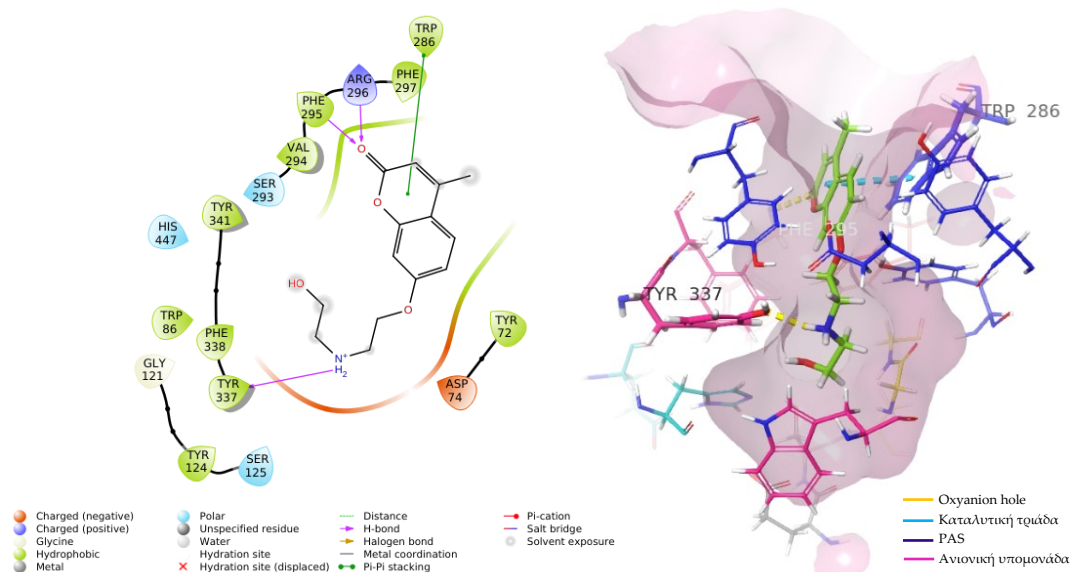 TRP
286
ARG
296
PHE
297
PHE
295
VAL
294
SER
293
TYR
341
HIS
447
TRP
86
PHE
338
GLY
121
TYR
337
TYR
124
SER
125
ASP
74
TYR
72
O
O
O
HO
N+
H2
TRP 286
PHE 295
TYR 337
Charged (negative)
Charged (positive)
Glycine
Hydrophobic
Metal
Polar
Unspecified residue
Water
Hydration site
Hydration site (displaced)
Distance
H-bond
Halogen bond
Metal coordination
Pi-Pi stacking
Pi-cation
Salt bridge
Solvent exposure
Oxyanion hole
Καταλυτική τριάδα
PAS
Ανιονική υπομονάδα